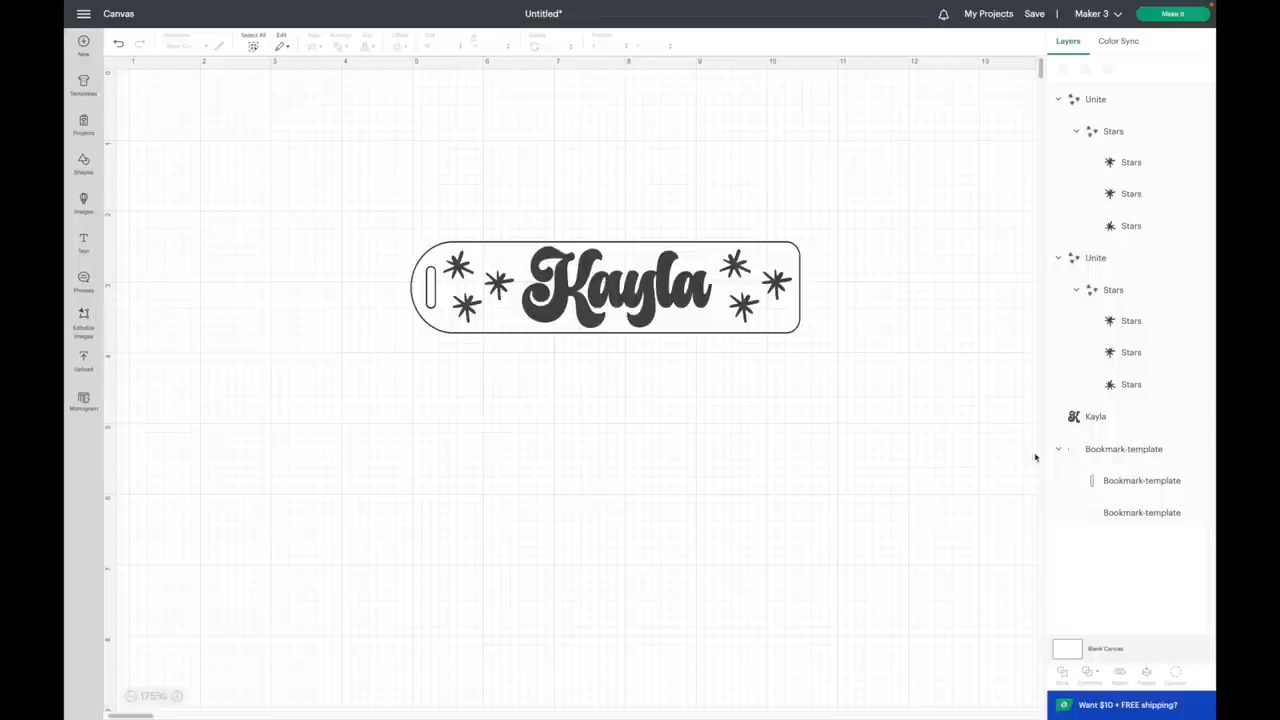 Canvas
Untitled*
My Projects
Save
Maker 3
Make It
New
Templates
Projects
Shapes
Images
Text
Phrases
Editable
Images
Upload
Monogram
Select All
Edit
1 2 3 4 5 6 7 8 9 10 11 12 13
Layers
Color Sync
Unite
Stars
Stars
Stars
Stars
Unite
Stars
Stars
Stars
Stars
Kayla
Bookmark-template
Bookmark-template
Bookmark-template
Kayla
175%
Blank Canvas
Want $10 + FREE shipping?